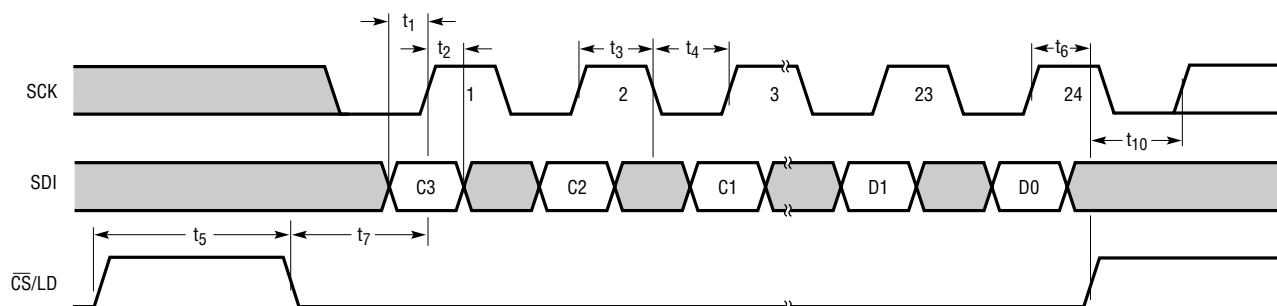 t1
t2 t3 t4 t6
SCK 1 2 3 23 24
t10
SDI C3 C2 C1 D1 D0
t5 t7
C̅S̅/LD